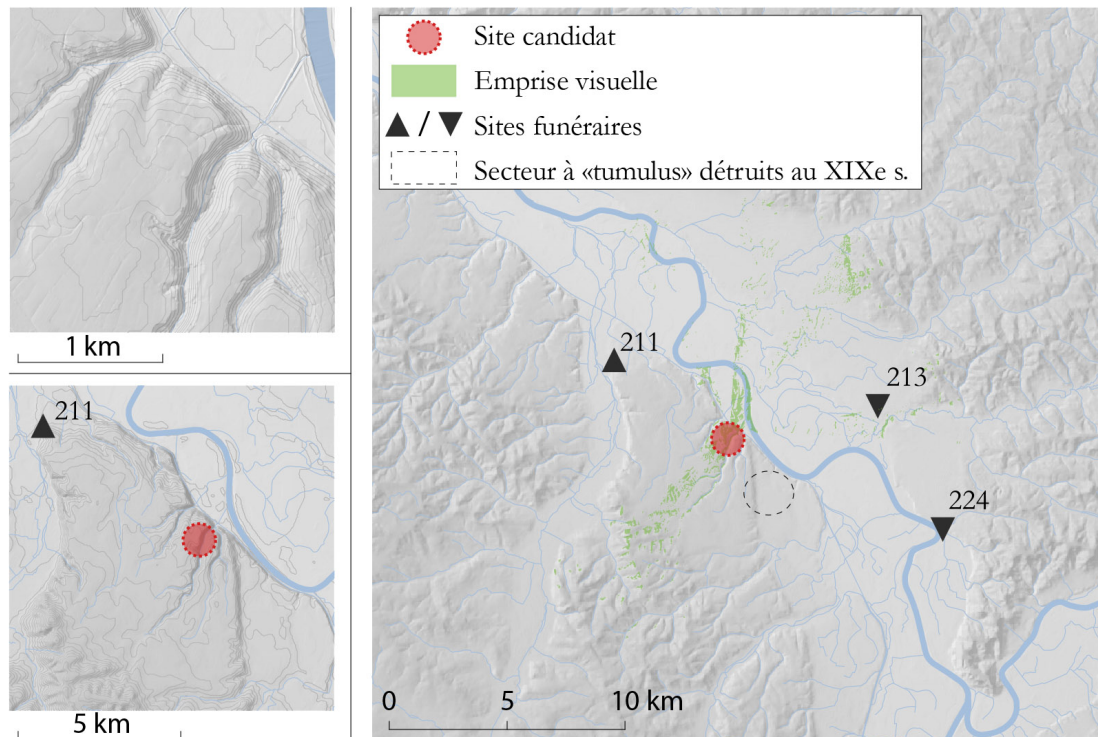 Site candidat
Emprise visuelle
/
Sites funéraires
Secteur à «tumulus» détruits au XIXe s.
1 km
211
5 km
211
213
224
0 5 10 km